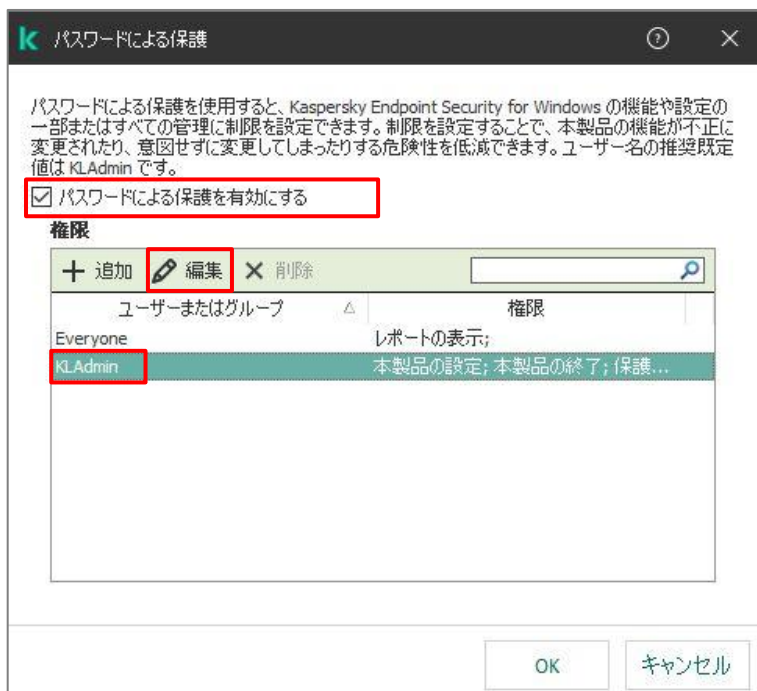 パスワードによる保護
パスワードによる保護を使用すると、Kaspersky Endpoint Security for Windows の機能や設定の
一部またはすべての管理に制限を設定できます。制限を設定することで、本製品の機能が不正に
変更されたり、意図せずに変更してしまったりする危険性を低減できます。ユーザー名の推奨既定
値は KLAdmin です。
パスワードによる保護を有効にする
権限
追加 編集 削除
ユーザーまたはグループ 権限
Everyone レポートの表示;
KLAdmin 本製品の設定; 本製品の終了; 保護...
OK キャンセル